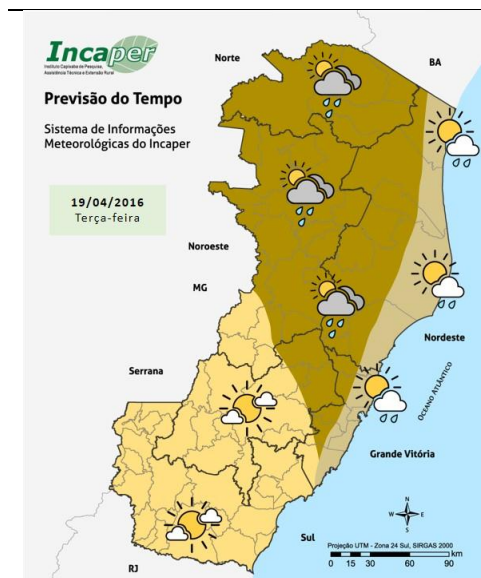 Incaper
Instituto Capixaba de Pesquisa,
Assistência Técnica e Extensão Rural
Previsão do Tempo
Sistema de Informações
Meteorológicas do Incaper
19/04/2016
Terça-feira
Norte
BA
Noroeste
MG
Nordeste
Serrana
OCEANO ATLÂNTICO
Grande Vitória
N
W
E
S
Sul
RJ
Projeção UTM - Zona 24 Sul, SIRGAS 2000
km
0 15 30 60 90